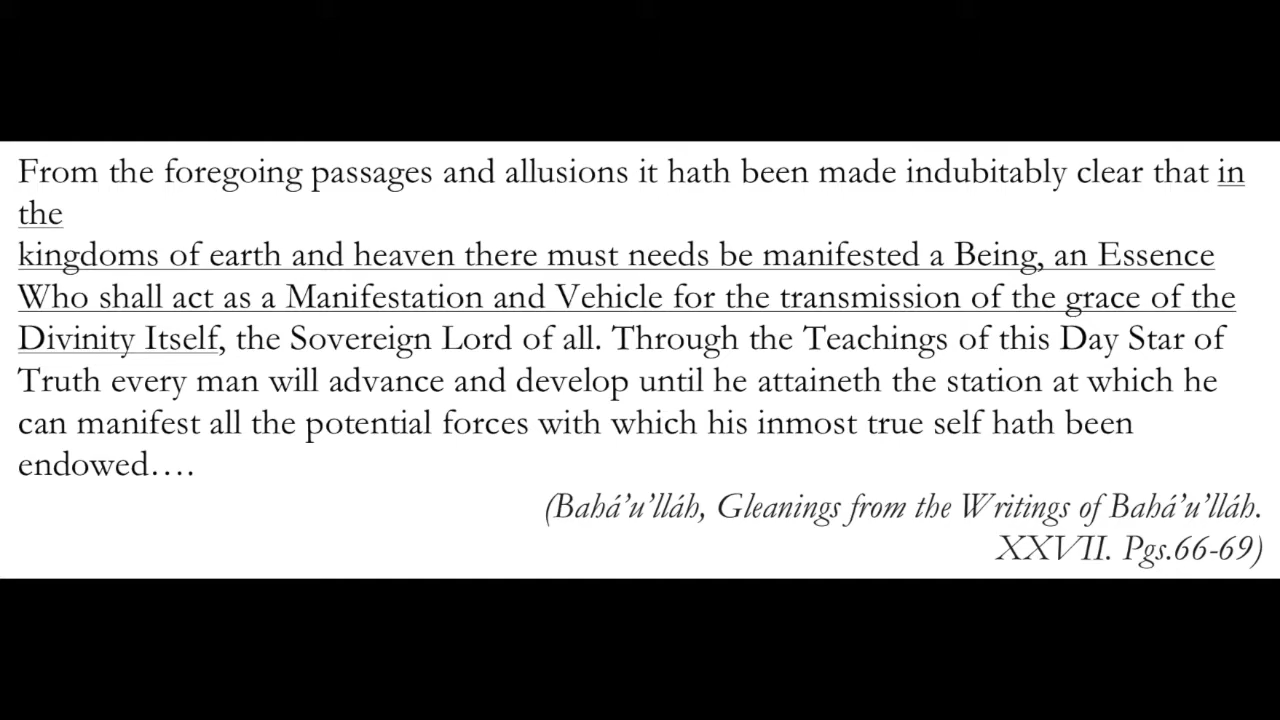 From the foregoing passages and allusions it hath been made indubitably clear that in
the
kingdoms of earth and heaven there must needs be manifested a Being, an Essence
Who shall act as a Manifestation and Vehicle for the transmission of the grace of the
Divinity Itself, the Sovereign Lord of all. Through the Teachings of this Day Star of
Truth every man will advance and develop until he attaineth the station at which he
can manifest all the potential forces with which his inmost true self hath been
endowed….
(Bahá’u’lláh, Gleanings from the Writings of Bahá’u’lláh.
XXVII. Pgs.66-69)